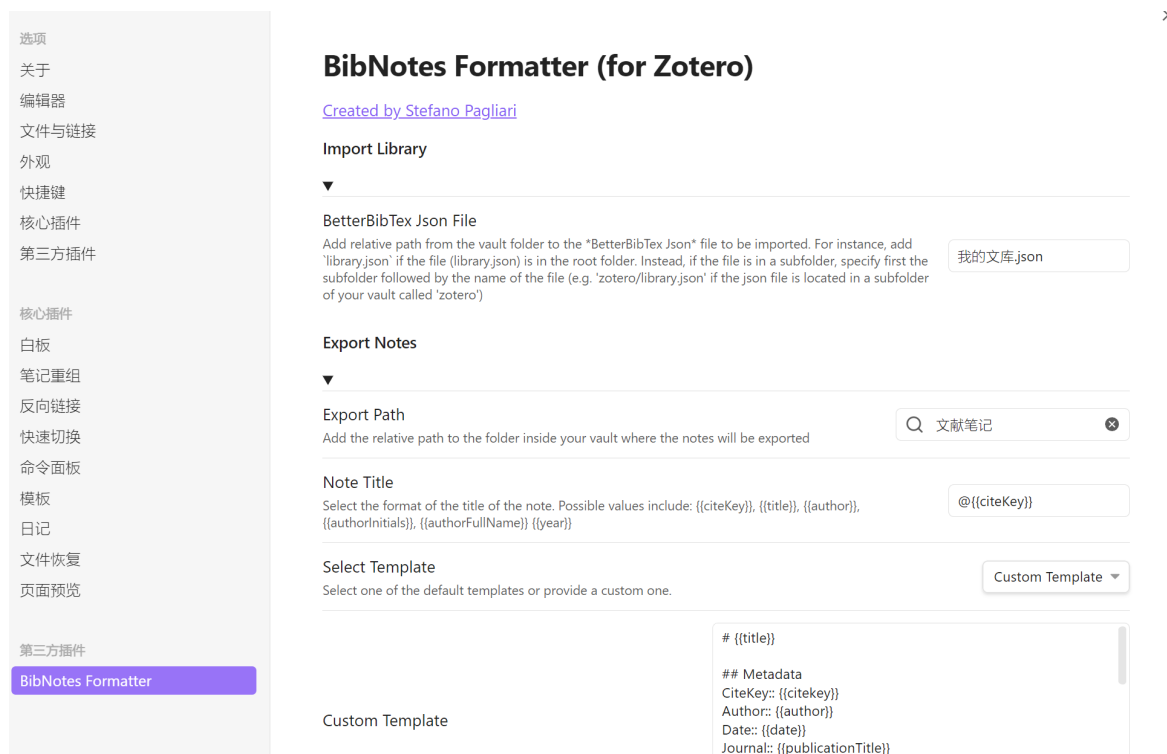 选项
关于
编辑器
文件与链接
外观
快捷键
核心插件
第三方插件
核心插件
白板
笔记重组
反向链接
快速切换
命令面板
模板
日记
文件恢复
页面预览
第三方插件
BibNotes Formatter
BibNotes Formatter (for Zotero)
Created by Stefano Pagliari
Import Library
BetterBibTex Json File
Add relative path from the vault folder to the *BetterBibTex Json* file to be imported. For instance, add
`library.json` if the file (library.json) is in the root folder. Instead, if the file is in a subfolder, specify first the
subfolder followed by the name of the file (e.g. 'zotero/library.json' if the json file is located in a subfolder
of your vault called 'zotero')
我的文库.json
Export Notes
Export Path
Add the relative path to the folder inside your vault where the notes will be exported
文献笔记
Note Title
Select the format of the title of the note. Possible values include: {{citeKey}}, {{title}}, {{author}},
{{authorInitials}}, {{authorFullName}} {{year}}
@{{citeKey}}
Select Template
Select one of the default templates or provide a custom one.
Custom Template
Custom Template
# {{title}}
## Metadata
CiteKey:: {{citekey}}
Author:: {{author}}
Date:: {{date}}
Journal:: {{publicationTitle}}